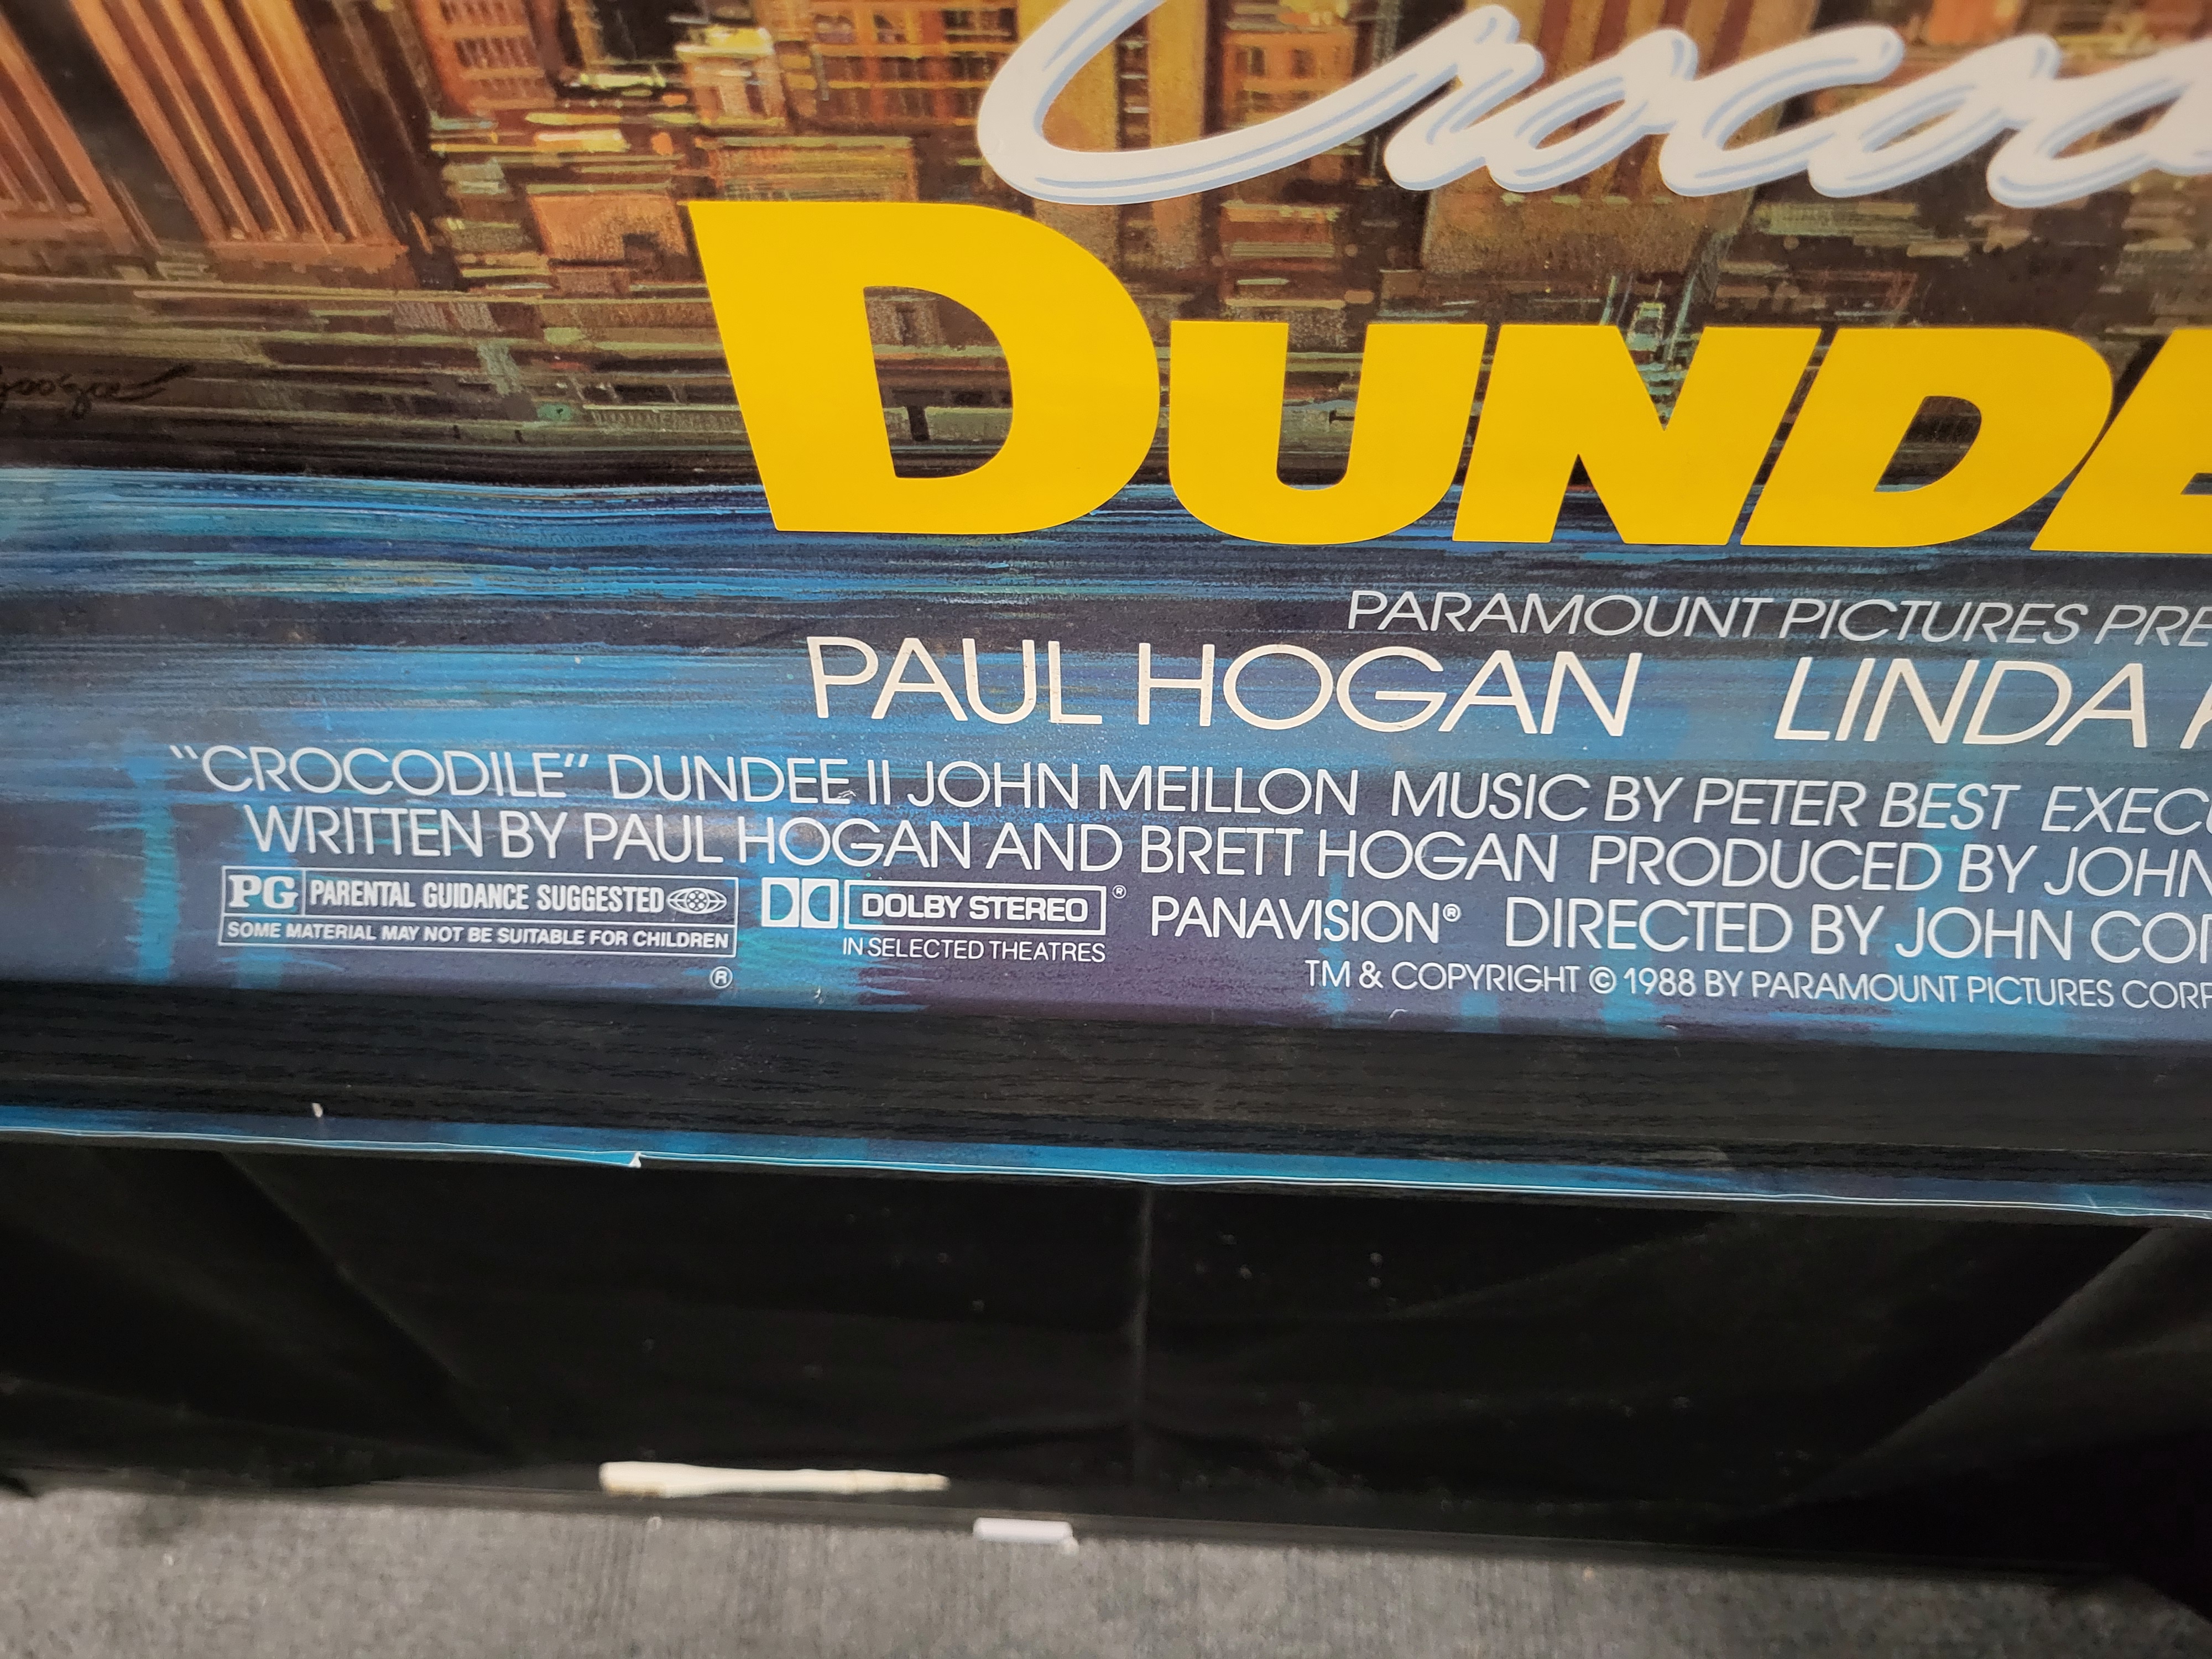 Croco
DUNDE
PARAMOUNT PICTURES PRE
PAUL HOGAN LINDA
"CROCODILE" DUNDEE II JOHN MEILLON MUSIC BY PETER BEST EXEC
WRITTEN BY PAUL HOGAN AND BRETT HOGAN PRODUCED BY JOHN
PG PARENTAL GUIDANCE SUGGESTED
SOME MATERIAL MAY NOT BE SUITABLE FOR CHILDREN
®
DOLBY STEREO ®
IN SELECTED THEATRES
PANAVISION® DIRECTED BY JOHN CO
TM & COPYRIGHT © 1988 BY PARAMOUNT PICTURES CORP